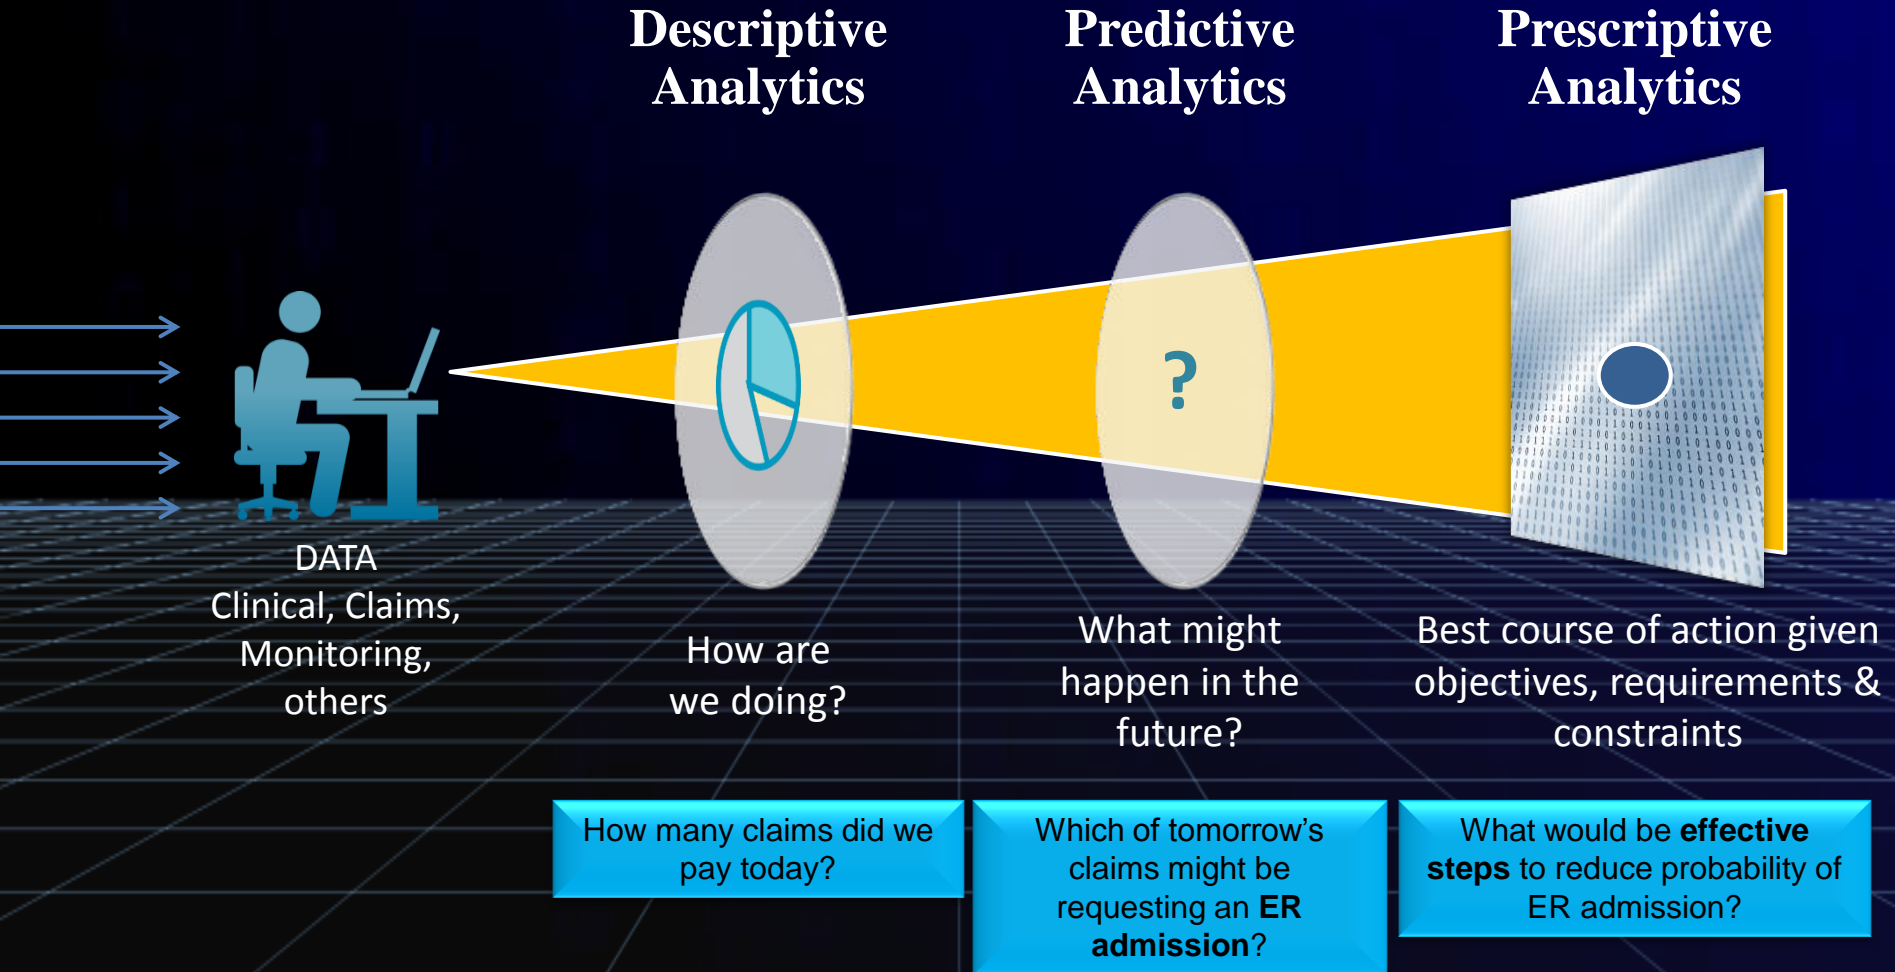 Descriptive
Analytics
Predictive
Analytics
Prescriptive
Analytics
?
DATA
Clinical, Claims,
Monitoring,
others
How are
we doing?
What might
happen in the
future?
Best course of action given
objectives, requirements &
constraints
How many claims did we
pay today?
Which of tomorrow's
claims might be
requesting an ER
admission?
What would be effective
steps to reduce probability of
ER admission?